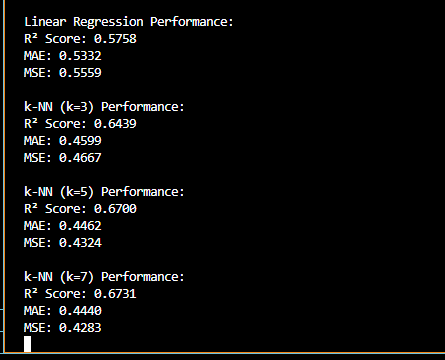 Linear Regression Performance:
R² Score: 0.5758
MAE: 0.5332
MSE: 0.5559
k-NN (k=3) Performance:
R² Score: 0.6439
MAE: 0.4599
MSE: 0.4667
k-NN (k=5) Performance:
R² Score: 0.6700
MAE: 0.4462
MSE: 0.4324
k-NN (k=7) Performance:
R² Score: 0.6731
MAE: 0.4440
MSE: 0.4283